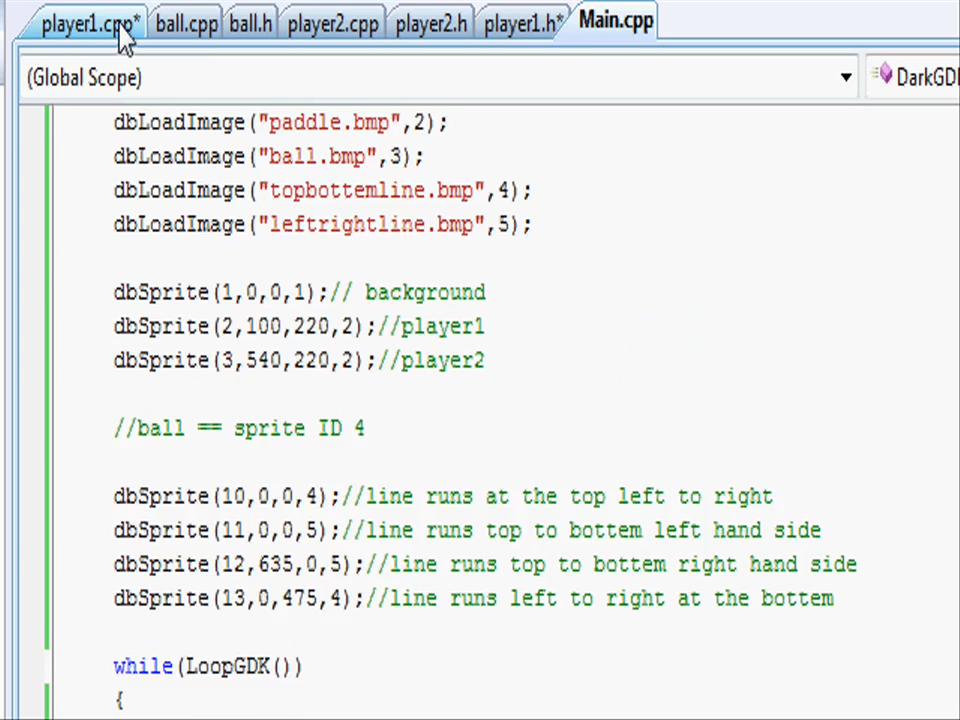 player1.cpp* ball.cpp ball.h player2.cpp player2.h player1.h* Main.cpp
(Global Scope) DarkGD
dbLoadImage("paddle.bmp",2);
dbLoadImage("ball.bmp",3);
dbLoadImage("topbottemline.bmp",4);
dbLoadImage("leftrightline.bmp",5);
dbSprite(1,0,0,1);// background
dbSprite(2,100,220,2);//player1
dbSprite(3,540,220,2);//player2
//ball == sprite ID 4
dbSprite(10,0,0,4);//line runs at the top left to right
dbSprite(11,0,0,5);//line runs top to bottem left hand side
dbSprite(12,635,0,5);//line runs top to bottem right hand side
dbSprite(13,0,475,4);//line runs left to right at the bottem
while(LoopGDK())
{